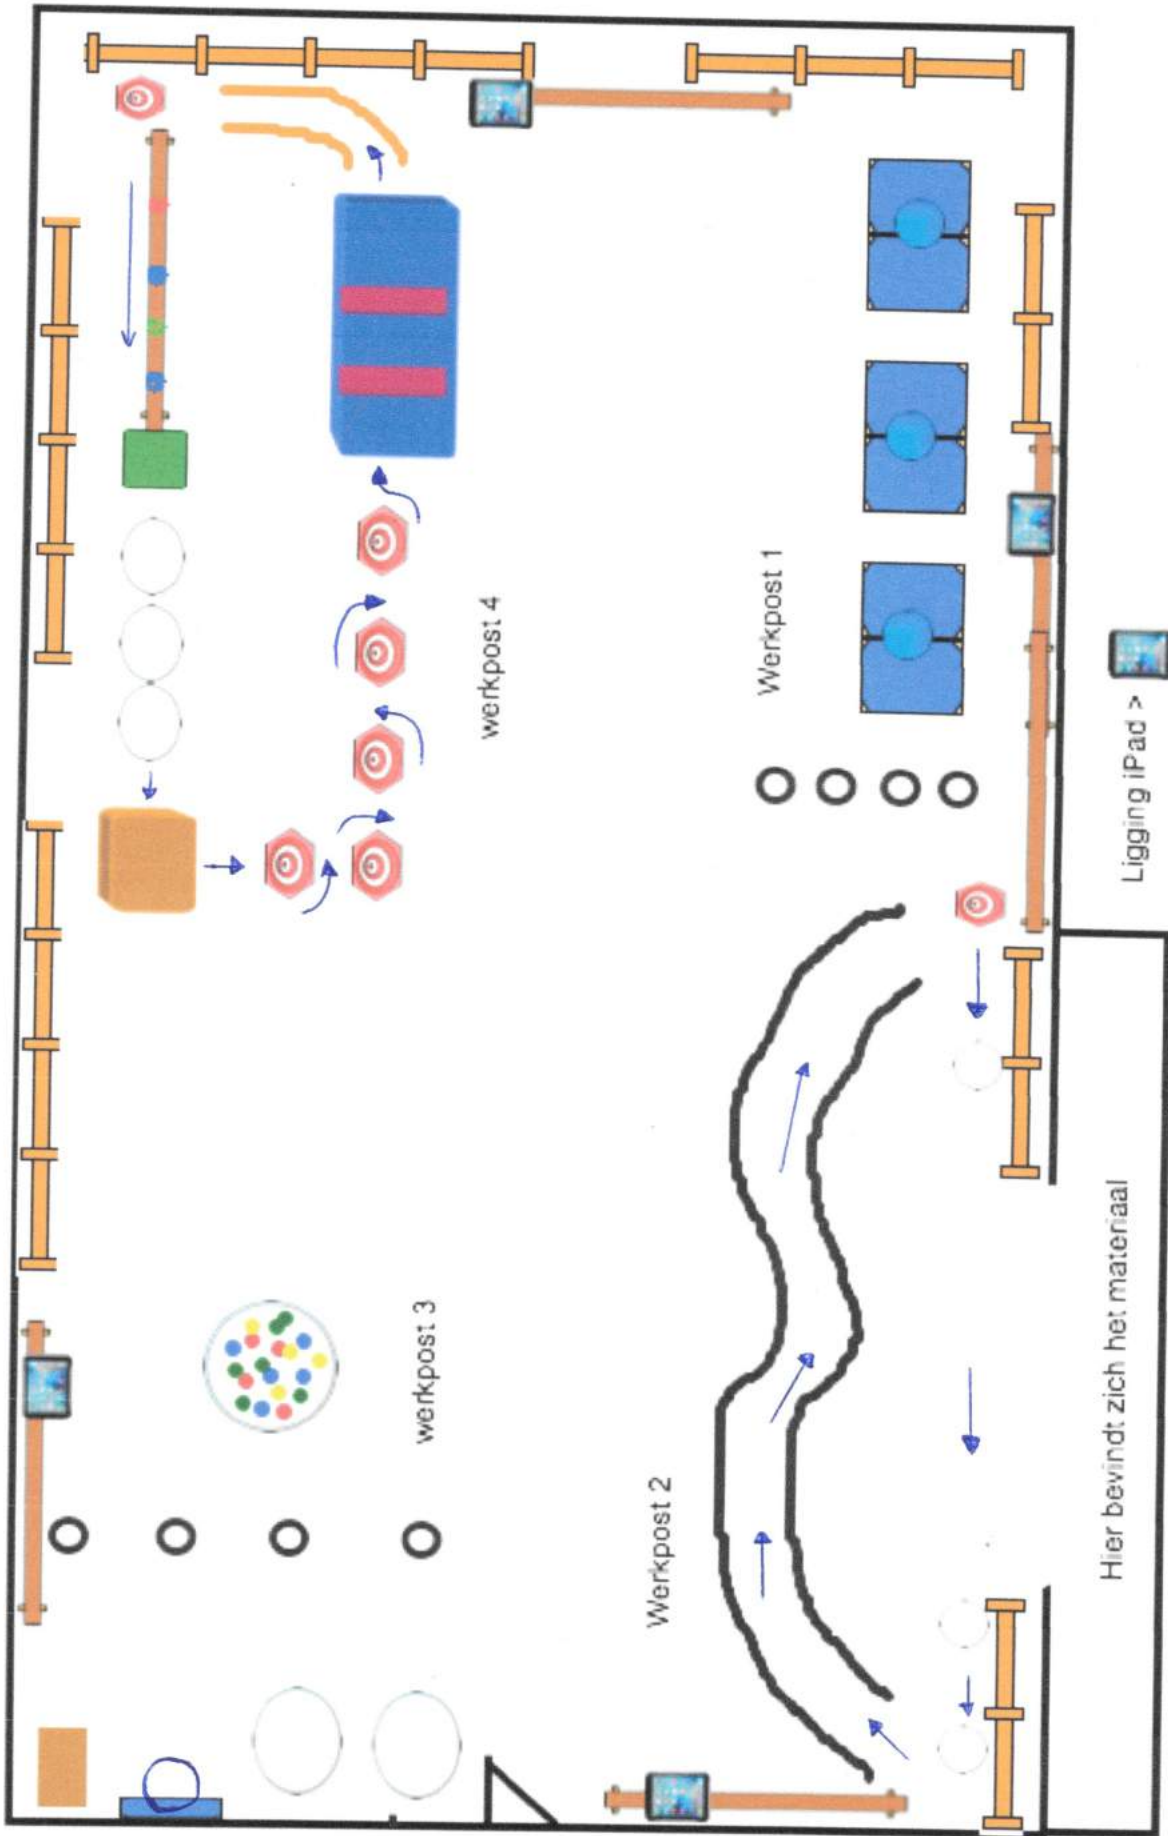 werkpost 3
werkpost 4
Werkpost 2
Werkpost 1
Hier bevindt zich het materiaal
Ligging iPad >